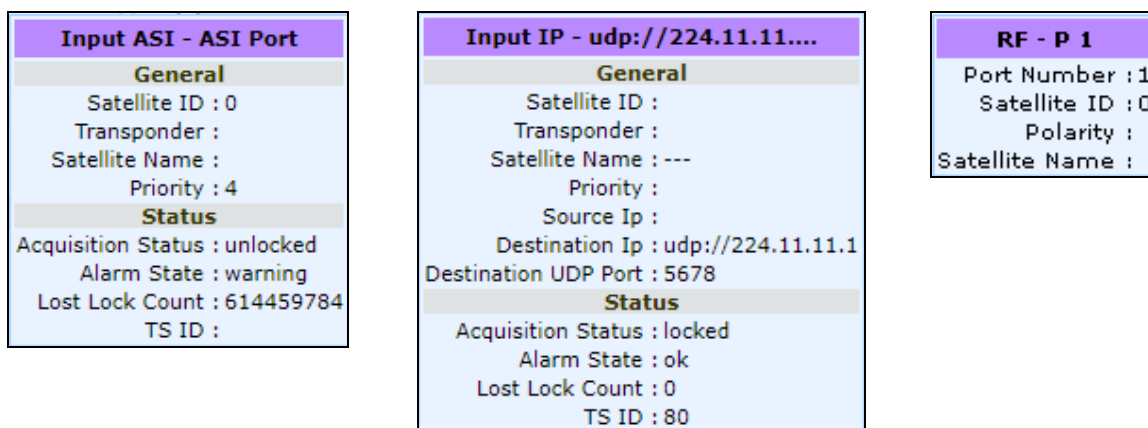 Input ASI - ASI Port
General
Satellite ID : 0
Transponder :
Satellite Name :
Priority : 4
Status
Acquisition Status : unlocked
Alarm State : warning
Lost Lock Count : 614459784
TS ID :
Input IP - udp://224.11.11....
General
Satellite ID :
Transponder :
Satellite Name : ---
Priority :
Source Ip :
Destination Ip : udp://224.11.11.1
Destination UDP Port : 5678
Status
Acquisition Status : locked
Alarm State : ok
Lost Lock Count : 0
TS ID : 80
RF - P 1
Port Number : 1
Satellite ID : 0
Polarity :
Satellite Name :